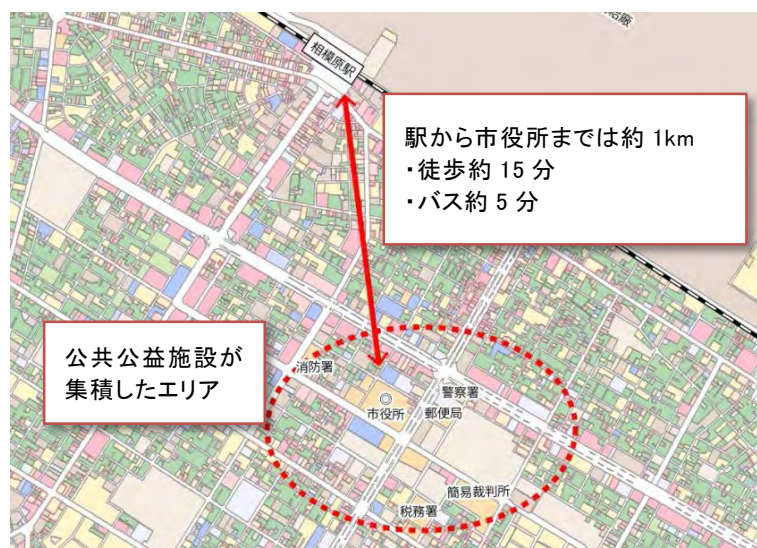 給廠
相模原駅
駅から市役所までは約 1km
・徒歩約 15 分
・バス約 5 分
公共公益施設が
集積したエリア
消防署
警察署
市役所
郵便局
簡易裁判所
税務署